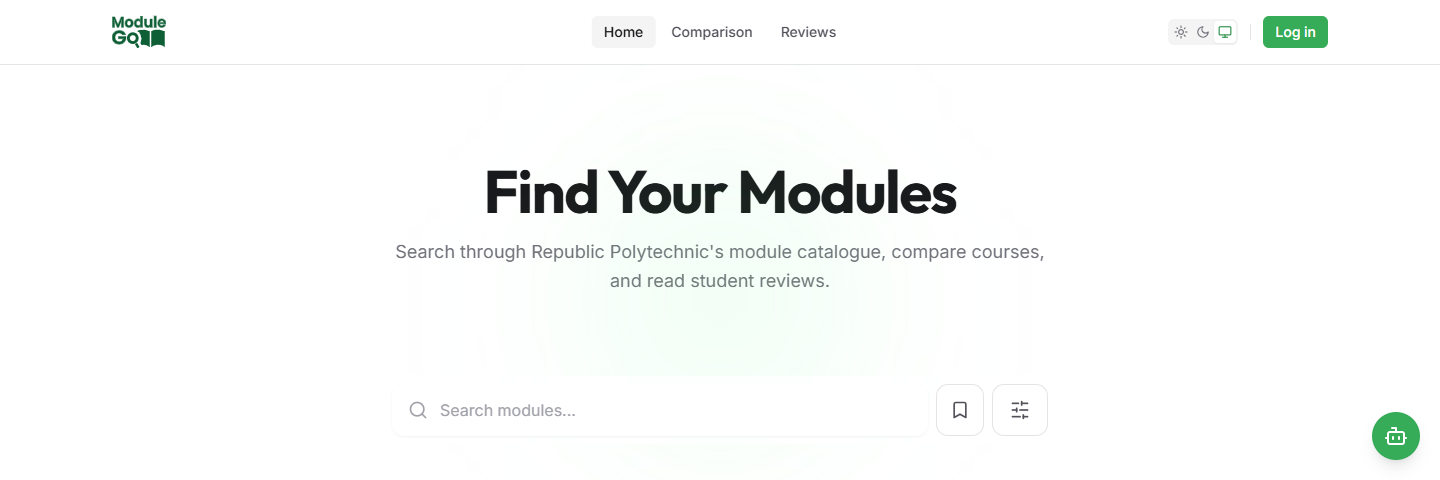 Module
GO
Home
Comparison
Reviews
Log in
Find Your Modules
Search through Republic Polytechnic's module catalogue, compare courses,
and read student reviews.
Search modules...